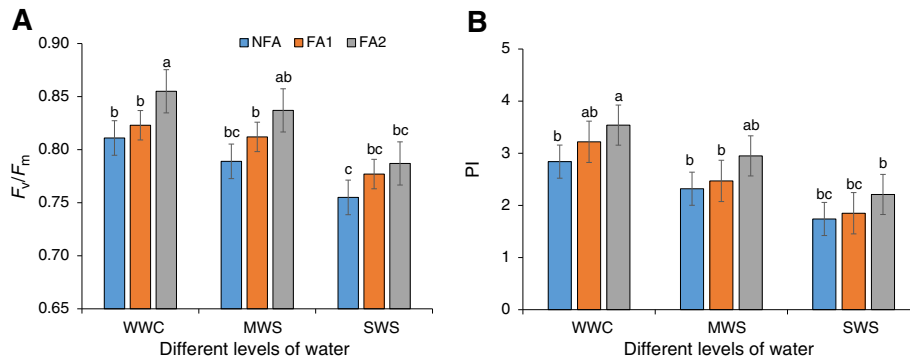 A
NFA FA1 FA2
0.90
0.85
0.80
0.75
0.70
0.65
Fv/Fm
b b a
bc b ab
c bc bc
WWC MWS SWS
Different levels of water
B
5
4
3
2
1
0
PI
b ab a
b b ab
bc bc b
WWC MWS SWS
Different levels of water